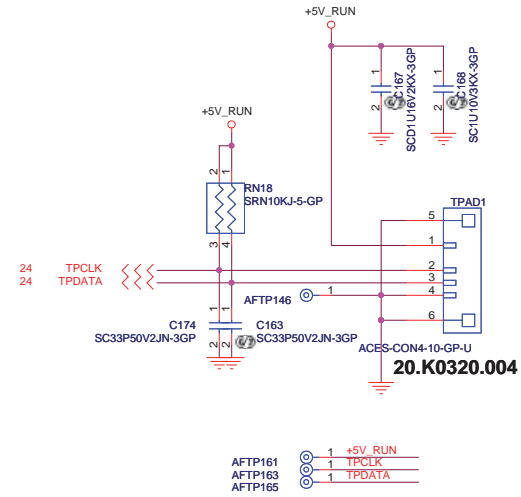 +5V_RUN
1
2
C167
SCD1U16V2KX-3GP
1
2
C168
SC1U10V3KX-3GP
+5V_RUN
2 1
RN18
SRN10KJ-5-GP
3 4
TPAD1
5
1
2
3
4
6
24 TPCLK
24 TPDATA
AFTP146 1
1 1
C174
SC33P50V2JN-3GP
2 2
C163
SC33P50V2JN-3GP
ACES-CON4-10-GP-U
20.K0320.004
AFTP161 1 +5V_RUN
AFTP163 1 TPCLK
AFTP165 1 TPDATA